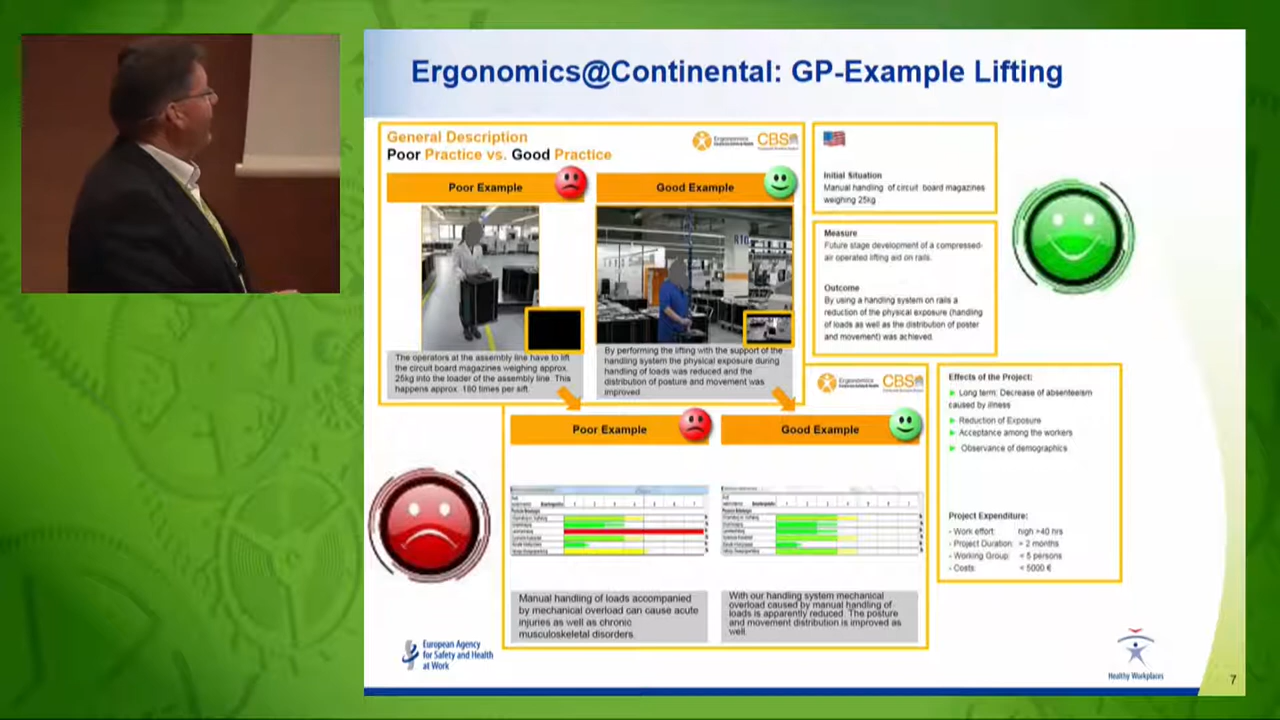 Ergonomics@Continental: GP-Example Lifting
General Description
Poor Practice vs. Good Practice
Ergonomics
CBS
Poor Example
Good Example
R10
The operators at the assembly line have to lift
the circuit board magazines weighing approx.
25kg into the loader of the assembly line. This
happens approx. 180 times per sift.
By performing the lifting with the support of the
handling system the physical exposure during
handling of loads was reduced and the
distribution of posture and movement was
improved
Initial Situation
Manual handling of circuit board magazines
weighing 25kg
Measure
Future stage development of a compressed-
air operated lifting aid on rails.
Outcome
By using a handling system on rails a
reduction of the physical exposure (handling
of loads as well as the distribution of poster
and movement) was achieved.
Ergonomics
CBS
Poor Example
Good Example
Manual handling of loads accompanied
by mechanical overload can cause acute
injuries as well as chronic
musculoskeletal disorders.
With our handling system mechanical
overload caused by manual handling of
loads is apparently reduced. The posture
and movement distribution is improved as
well.
Effects of the Project:
Long term: Decrease of absenteeism
caused by illness
Reduction of Exposure
Acceptance among the workers
Observance of demographics
Project Expenditure:
- Work effort: high >40 hrs
- Project Duration: = 2 months
- Working Group: < 5 persons
- Costs: < 5000 €
European Agency
for Safety and Health
at Work
Healthy Workplaces
7